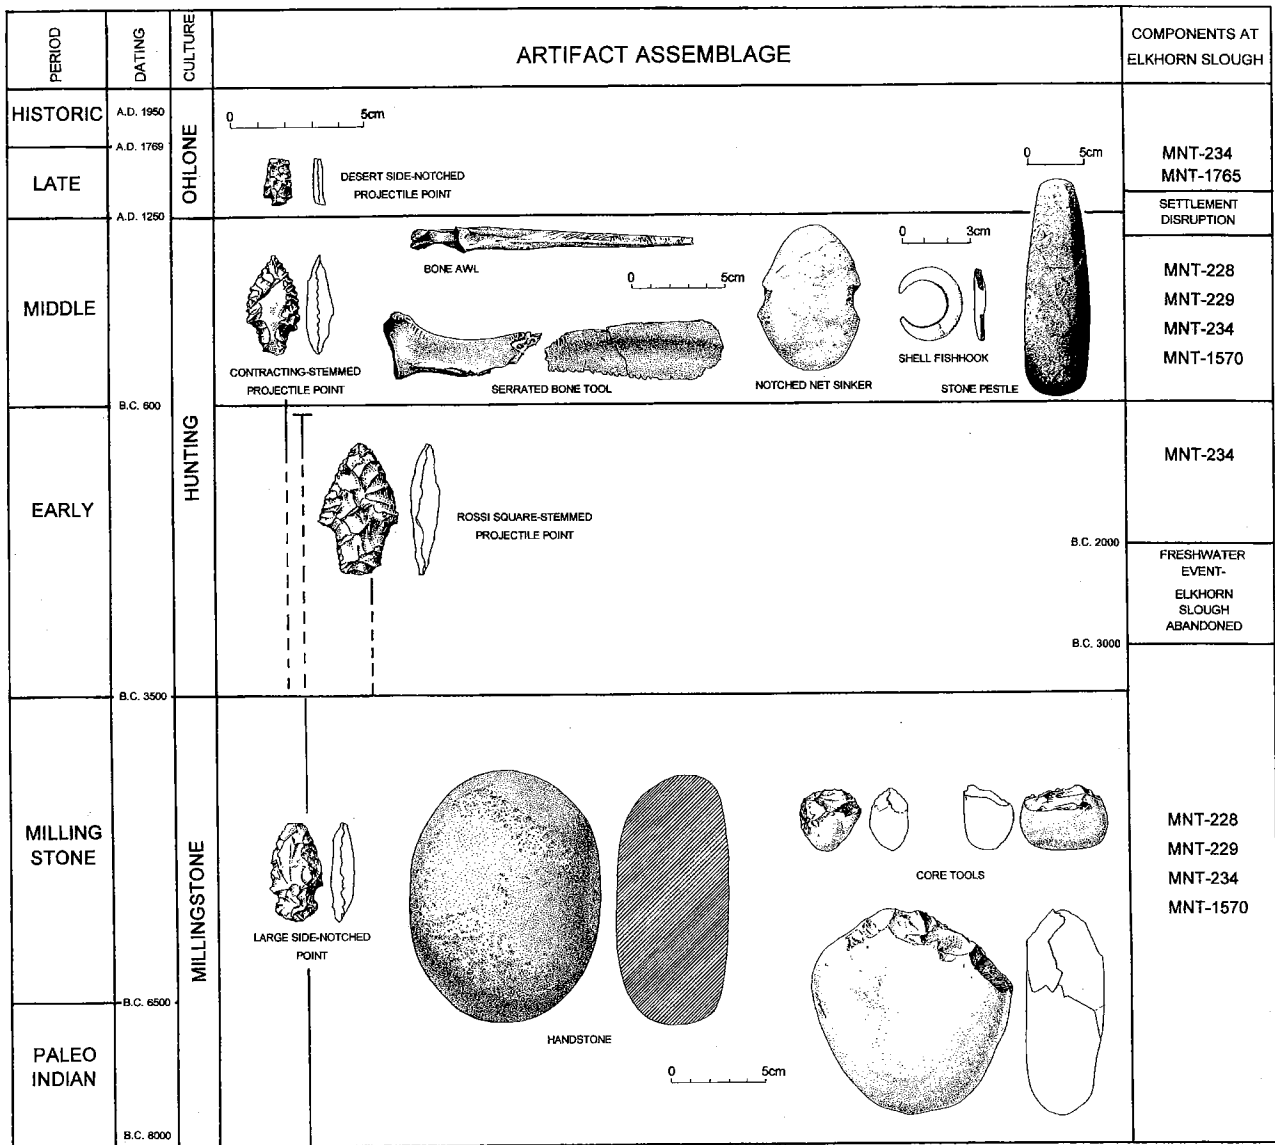 PERIOD
DATING
CULTURE
ARTIFACT ASSEMBLAGE
COMPONENTS AT
ELKHORN SLOUGH
HISTORIC
A.D. 1950
A.D. 1769
LATE
A.D. 1250
OHLONE
0 5cm
DESERT SIDE-NOTCHED
PROJECTILE POINT
0 5cm
MNT-234
MNT-1765
SETTLEMENT
DISRUPTION
MIDDLE
B.C. 600
HUNTING
BONE AWL
0 5cm
0 3cm
CONTRACTING-STEMMED
PROJECTILE POINT
SERRATED BONE TOOL
NOTCHED NET SINKER
SHELL FISHHOOK
STONE PESTLE
MNT-228
MNT-229
MNT-234
MNT-1570
EARLY
ROSSI SQUARE-STEMMED
PROJECTILE POINT
MNT-234
B.C. 2000
FRESHWATER
EVENT-
ELKHORN
SLOUGH
ABANDONED
B.C. 3000
B.C. 3500
MILLING
STONE
MILLINGSTONE
LARGE SIDE-NOTCHED
POINT
CORE TOOLS
MNT-228
MNT-229
MNT-234
MNT-1570
B.C. 6500
HANDSTONE
0 5cm
PALEO
INDIAN
B.C. 8000